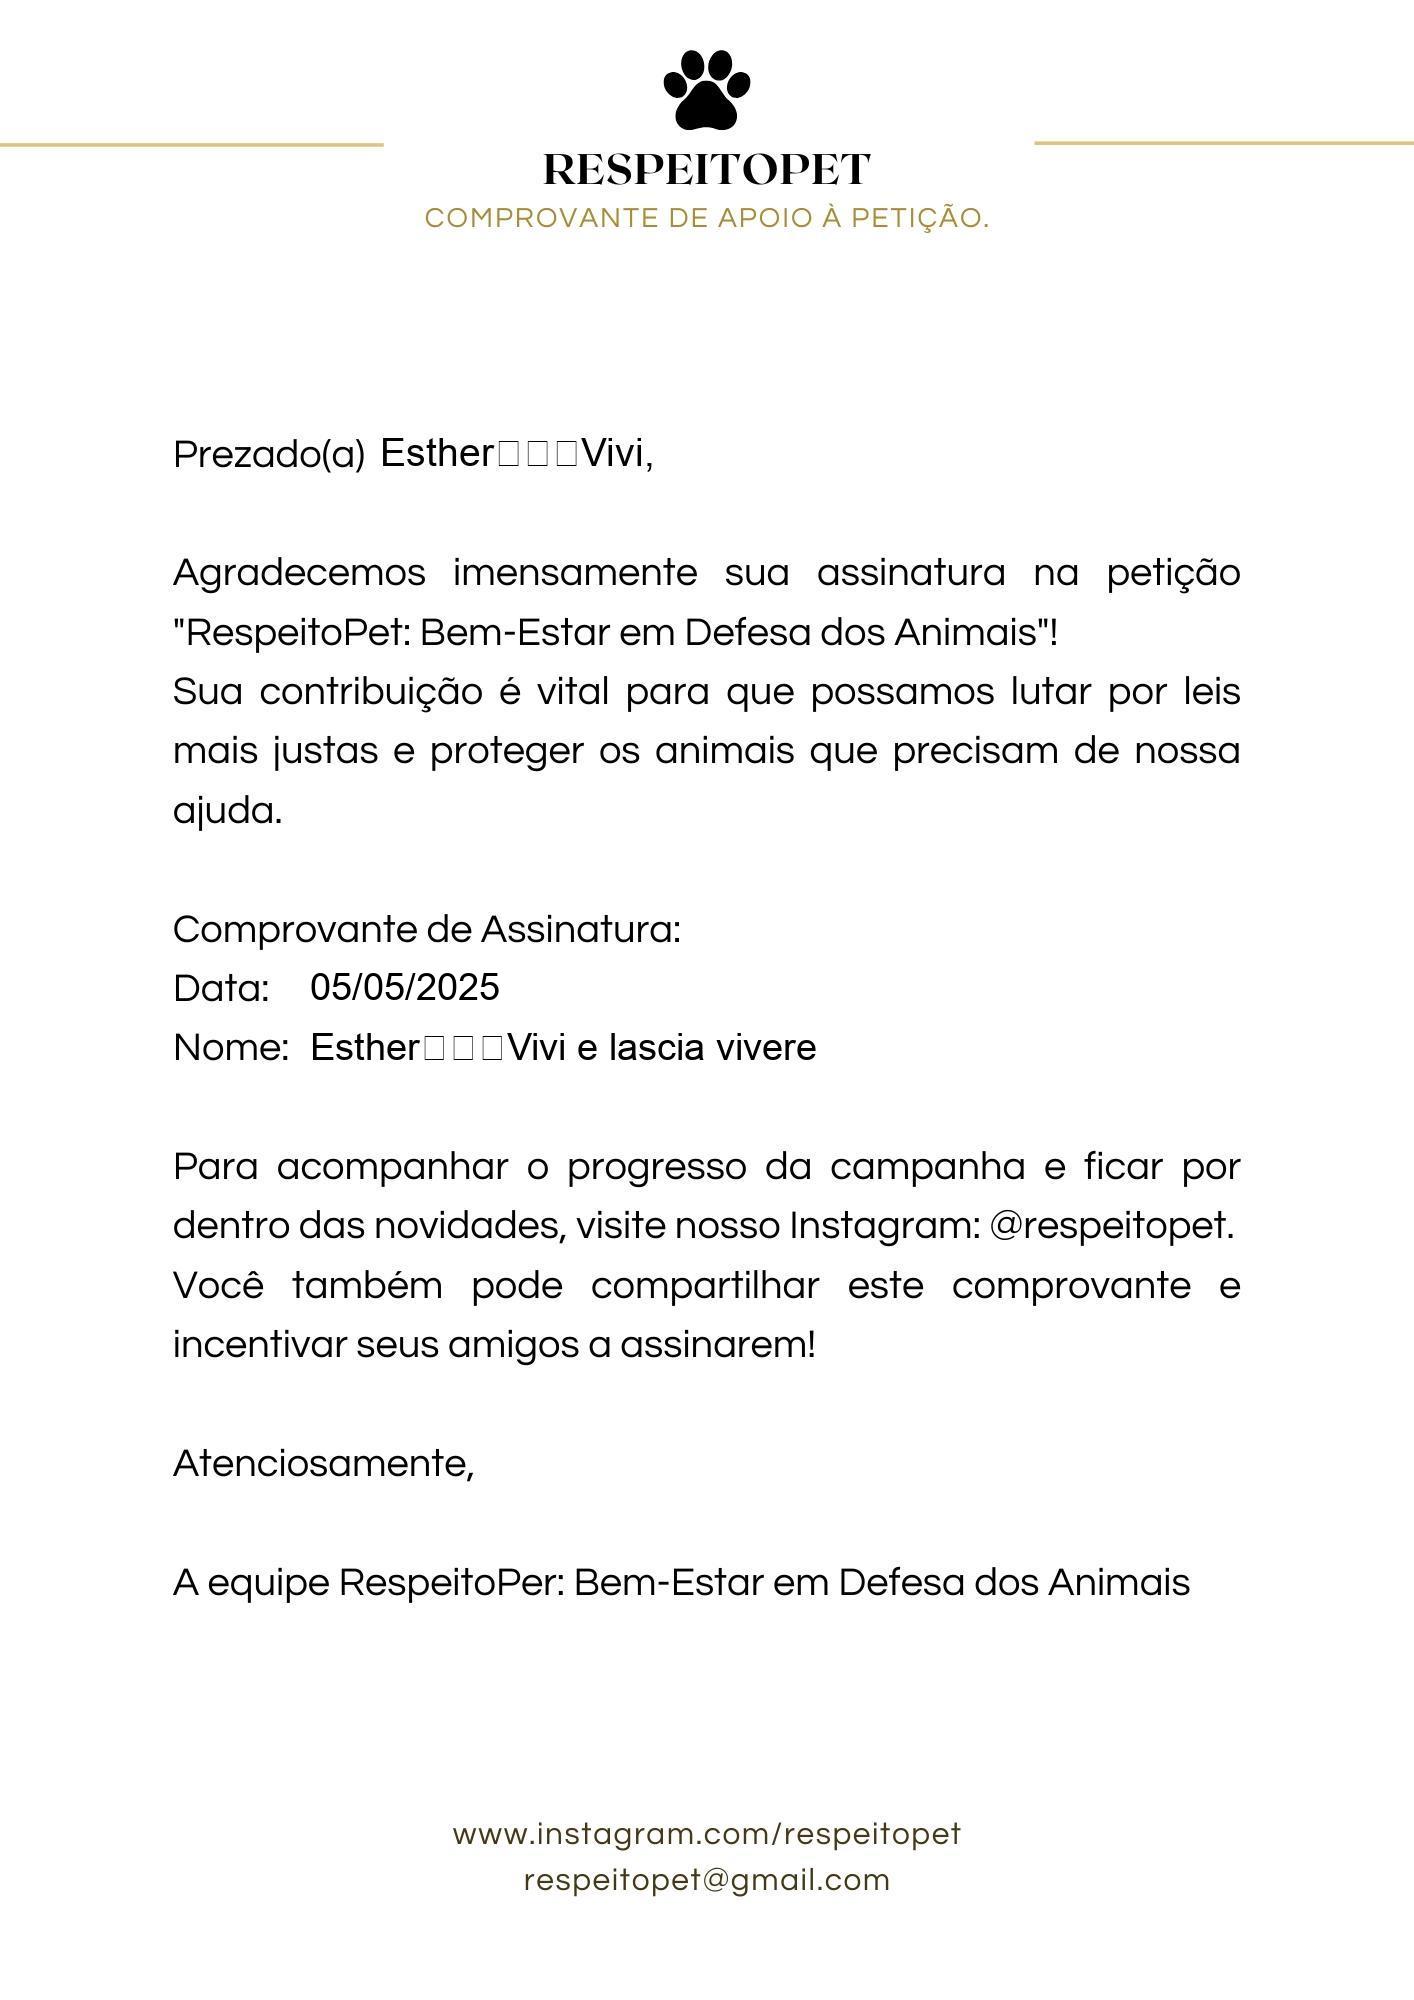 RESPEITOPET
COMPROVANTE DE APOIO À PETIÇÃO.
Prezado(a) Esther□□□Vivi,
Agradecemos imensamente sua assinatura na petição
"RespeitoPet: Bem-Estar em Defesa dos Animais"!
Sua contribuição é vital para que possamos lutar por leis
mais justas e proteger os animais que precisam de nossa
ajuda.
Comprovante de Assinatura:
Data: 05/05/2025
Nome: Esther□□□Vivi e lascia vivere
Para acompanhar o progresso da campanha e ficar por
dentro das novidades, visite nosso Instagram: @respeitopet.
Você também pode compartilhar este comprovante e
incentivar seus amigos a assinarem!
Atenciosamente,
A equipe RespeitoPer: Bem-Estar em Defesa dos Animais
www.instagram.com/respeitopet
respeitopet@gmail.com